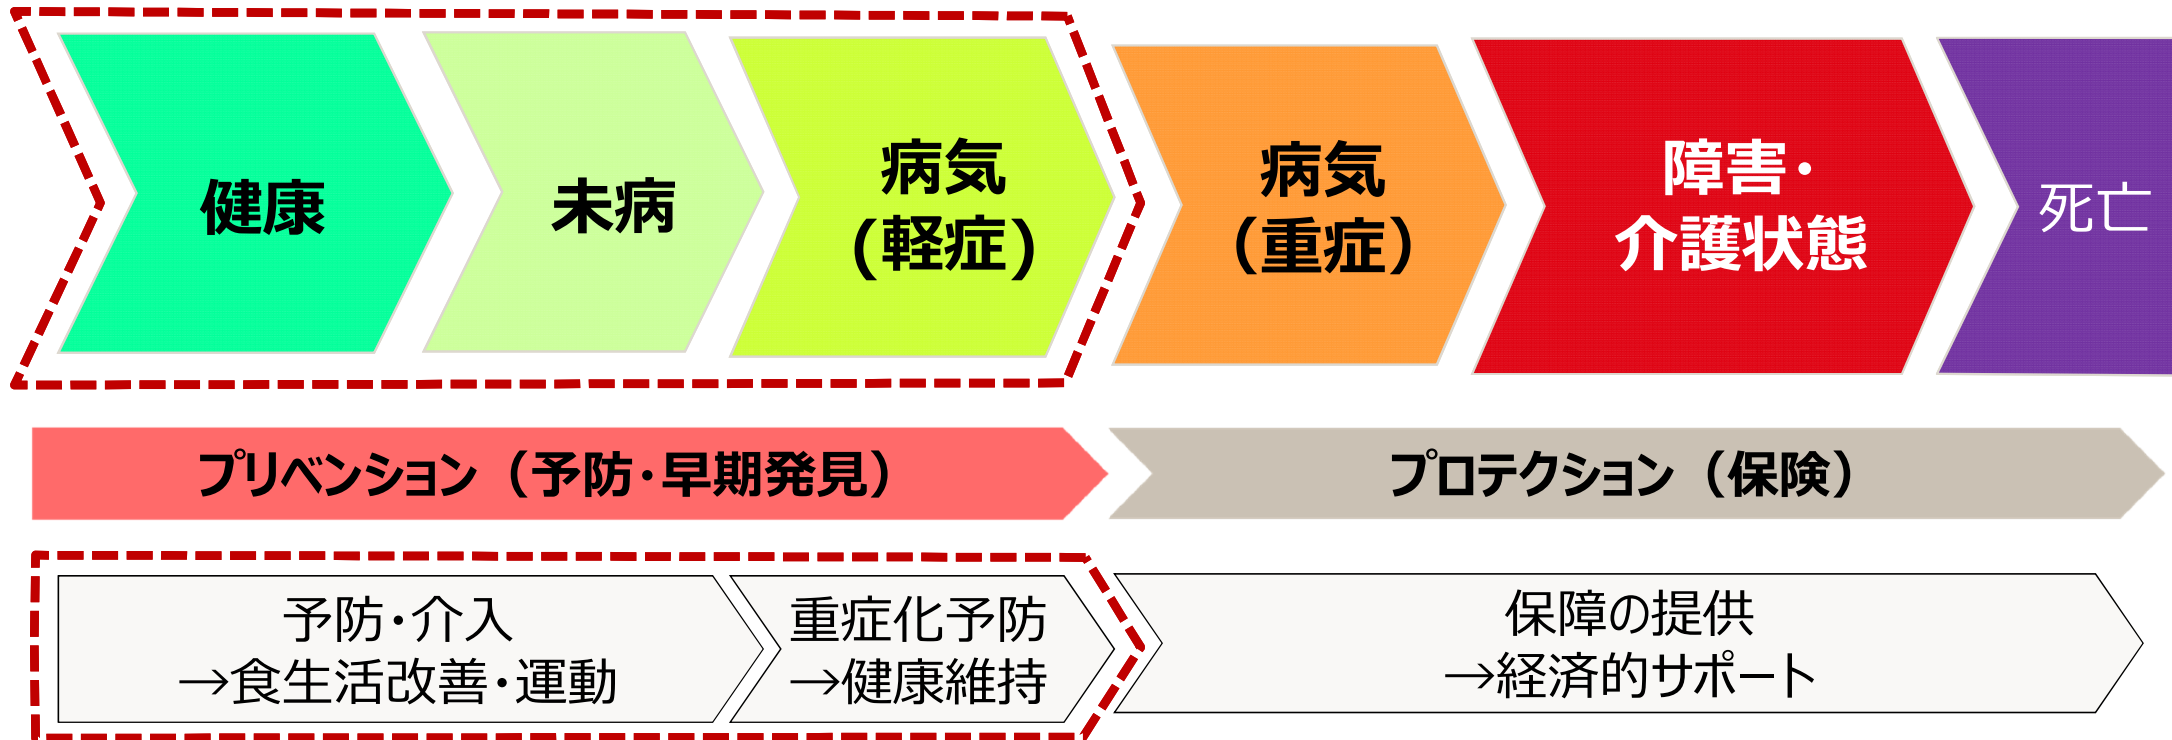 健康
未病
病気
(軽症)
病気
（重症）
障害・
介護状態
死亡
プリベンション（予防・早期発見）
プロテクション（保険）
予防・介入
→食生活改善・運動
重症化予防
→健康維持
保障の提供
→経済的サポート